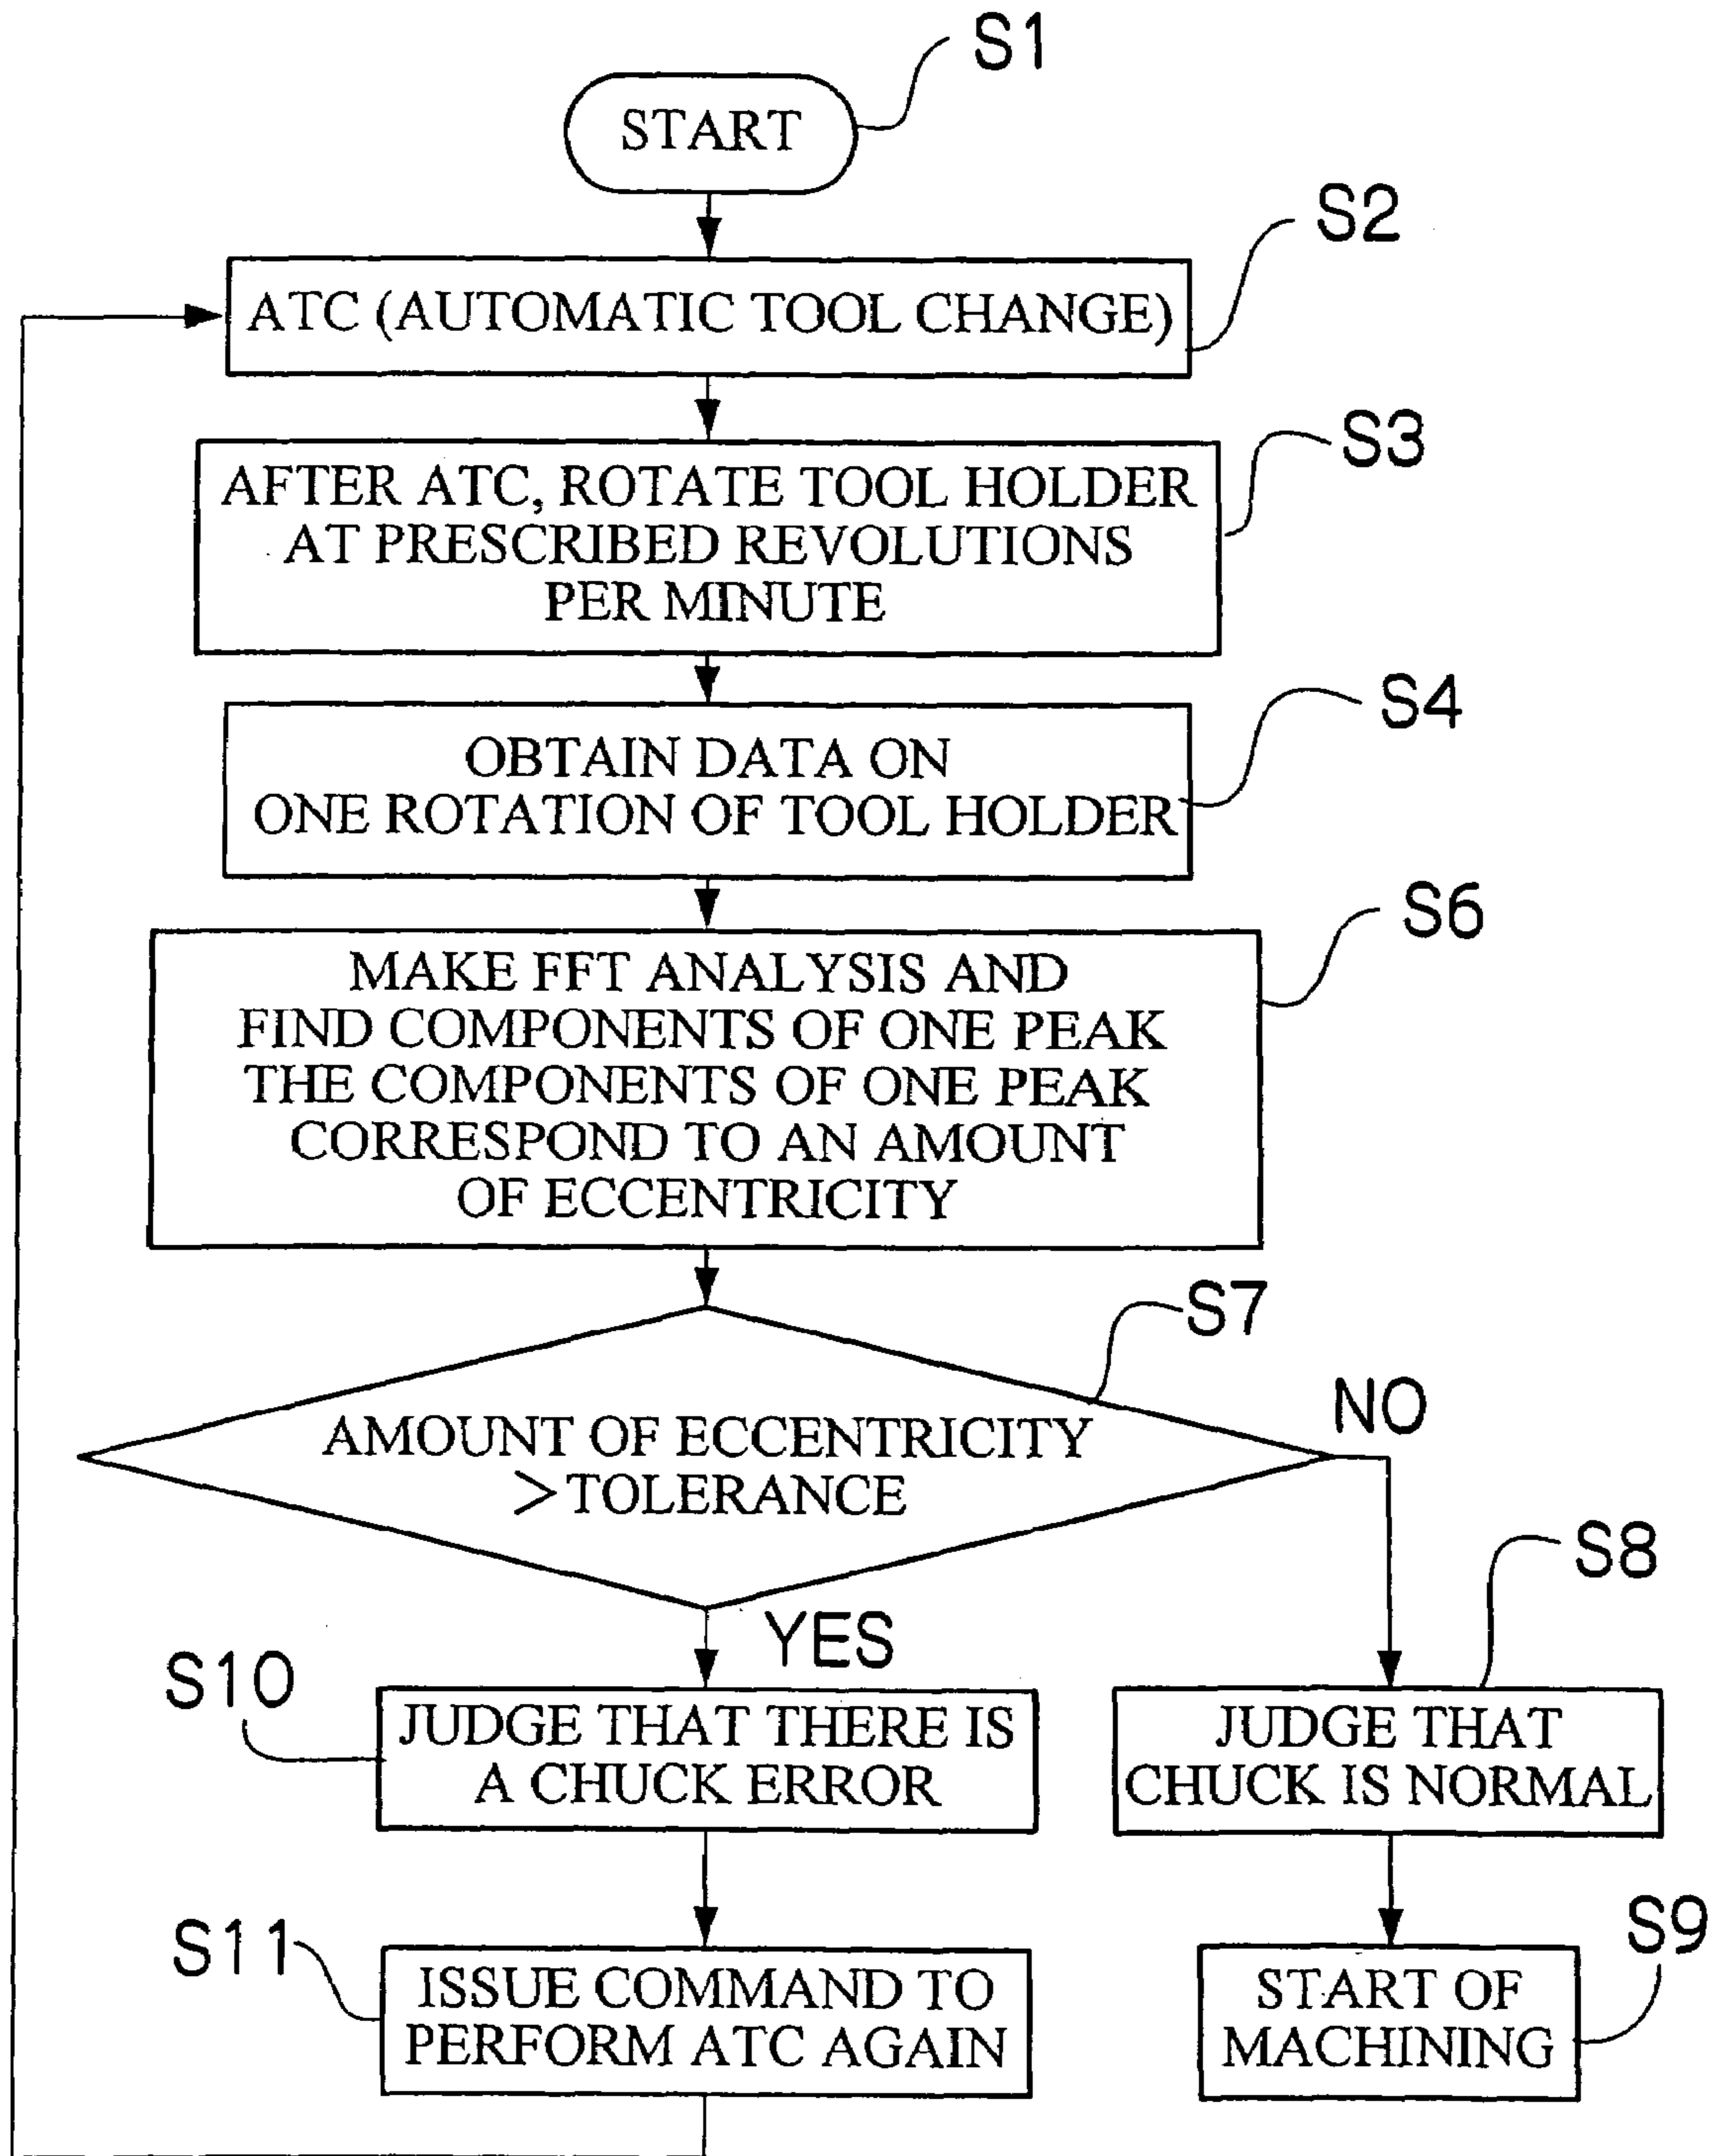 S1
START
S2
ATC (AUTOMATIC TOOL CHANGE)
S3
AFTER ATC, ROTATE TOOL HOLDER
AT PRESCRIBED REVOLUTIONS
PER MINUTE
S4
OBTAIN DATA ON
ONE ROTATION OF TOOL HOLDER
S6
MAKE FFT ANALYSIS AND
FIND COMPONENTS OF ONE PEAK
THE COMPONENTS OF ONE PEAK
CORRESPOND TO AN AMOUNT
OF ECCENTRICITY
S7
AMOUNT OF ECCENTRICITY
>TOLERANCE
NO
YES
S8
S10
JUDGE THAT THERE IS
A CHUCK ERROR
JUDGE THAT
CHUCK IS NORMAL
S11
ISSUE COMMAND TO
PERFORM ATC AGAIN
S9
START OF
MACHINING